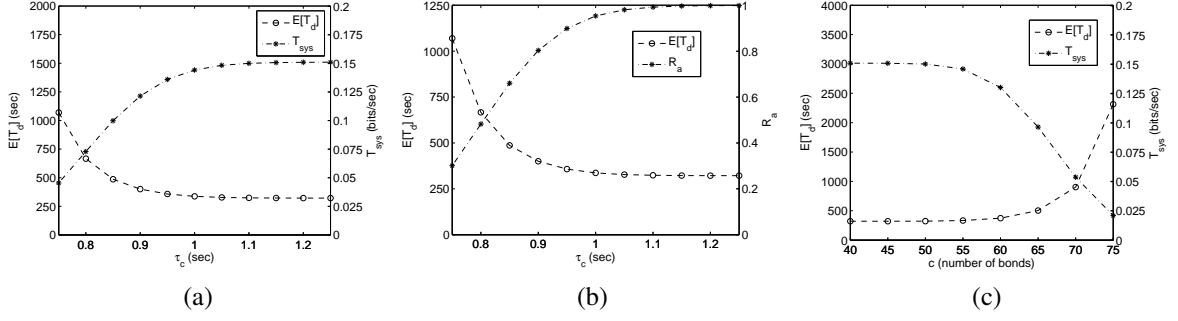 2000
1750
1500
1250
1000
750
500
250
0
E[T_d] (sec)
0.8 0.9 1 1.1 1.2
τ_c (sec)
0.2
0.175
0.15
0.125
0.1
0.075
0.05
0.025
0
T_sys (bits/sec)
E[T_d]
T_sys
(a)
1250
1000
750
500
250
0
E[T_d] (sec)
0.8 0.9 1 1.1 1.2
τ_c (sec)
1
0.8
0.6
0.4
0.2
0
R_a
E[T_d]
R_a
(b)
4000
3500
3000
2500
2000
1500
1000
500
0
E[T_d] (sec)
40 45 50 55 60 65 70 75
c (number of bonds)
0.2
0.175
0.15
0.125
0.1
0.075
0.05
0.025
0
T_sys (bits/sec)
E[T_d]
T_sys
(c)